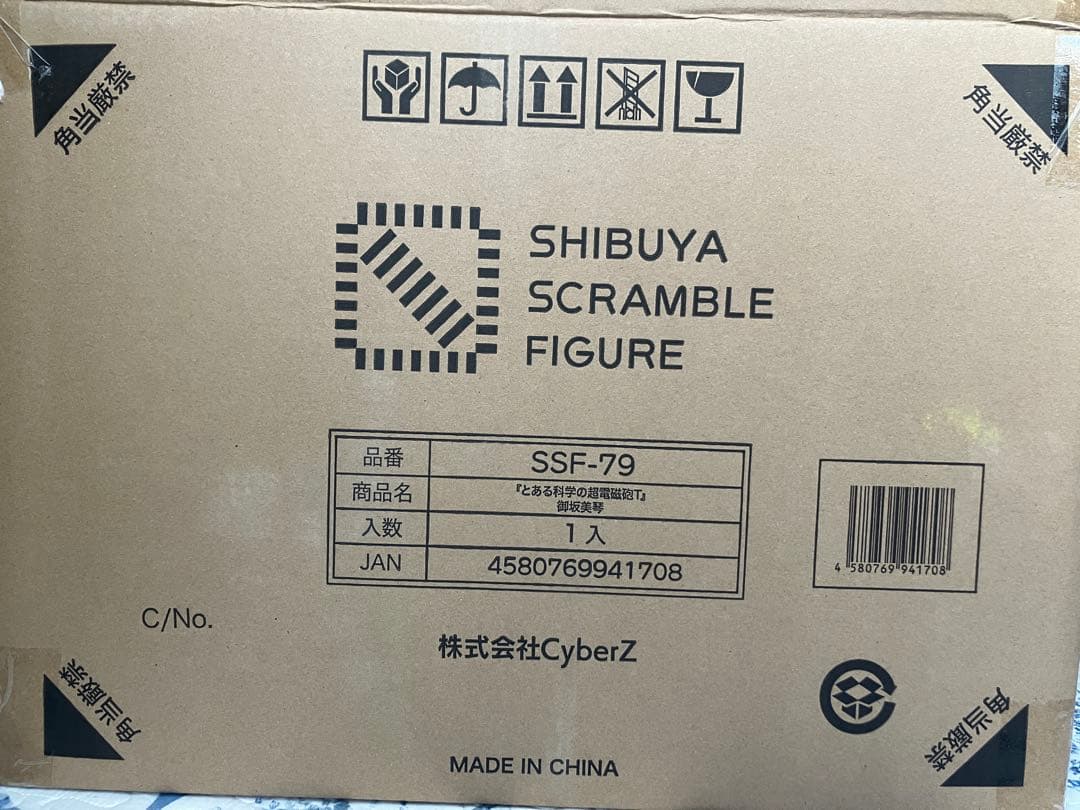 角当厳禁
角当厳禁
SHIBUYA
SCRAMBLE
FIGURE
品番 SSF-79
商品名 『とある科学の超電磁砲T』
御坂美琴
入数 1入
JAN 4580769941708
4 580769 941708
C/No.
株式会社CyberZ
角当厳禁
角当厳禁
MADE IN CHINA